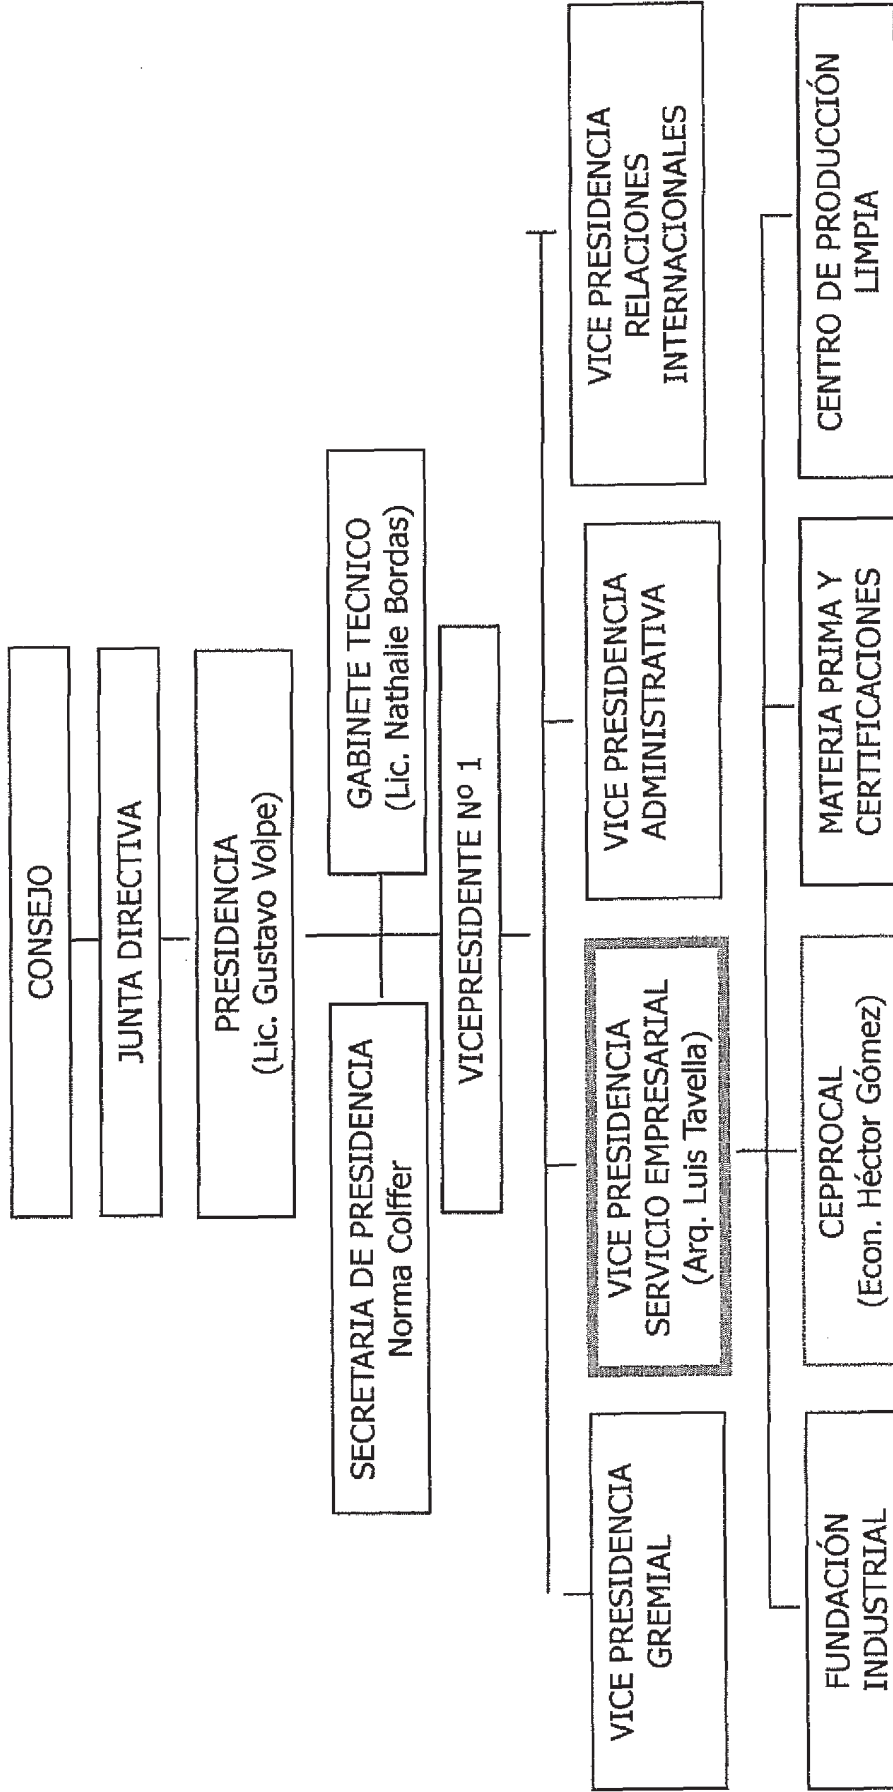 CONSEJO
JUNTA DIRECTIVA
PRESIDENCIA
(Lic. Gustavo Volpe)
SECRETARIA DE PRESIDENCIA
Norma Colffer
GABINETE TECNICO
(Lic. Nathalie Bordas)
VICEPRESIDENTE Nº 1
VICE PRESIDENCIA
GREMIAL
VICE PRESIDENCIA
SERVICIO EMPRESARIAL
(Arq. Luis Tavella)
VICE PRESIDENCIA
ADMINISTRATIVA
VICE PRESIDENCIA
RELACIONES
INTERNACIONALES
FUNDACIÓN
INDUSTRIAL
CEPPROCAL
(Econ. Héctor Gómez)
MATERIA PRIMA Y
CERTIFICACIONES
CENTRO DE PRODUCCIÓN
LIMPIA